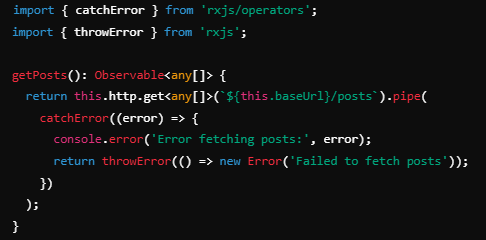 import { catchError } from 'rxjs/operators';
import { throwError } from 'rxjs';
getPosts(): Observable<any[]> {
return this.http.get<any[]>(`${this.baseUrl}/posts`).pipe(
catchError((error) => {
console.error('Error fetching posts:', error);
return throwError(() => new Error('Failed to fetch posts'));
})
);
}